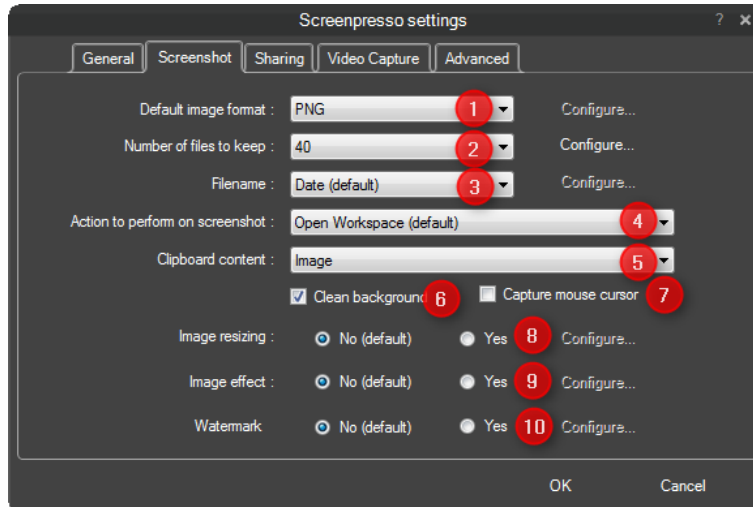 Screenpresso settings ? ×
General Screenshot Sharing Video Capture Advanced
Default image format : PNG 1 Configure...
Number of files to keep : 40 2 Configure...
Filename : Date (default) 3 Configure...
Action to perform on screenshot : Open Workspace (default) 4
Clipboard content : Image 5
Clean background 6 Capture mouse cursor 7
Image resizing : No (default) Yes 8 Configure...
Image effect : No (default) Yes 9 Configure...
Watermark No (default) Yes 10 Configure...
OK Cancel